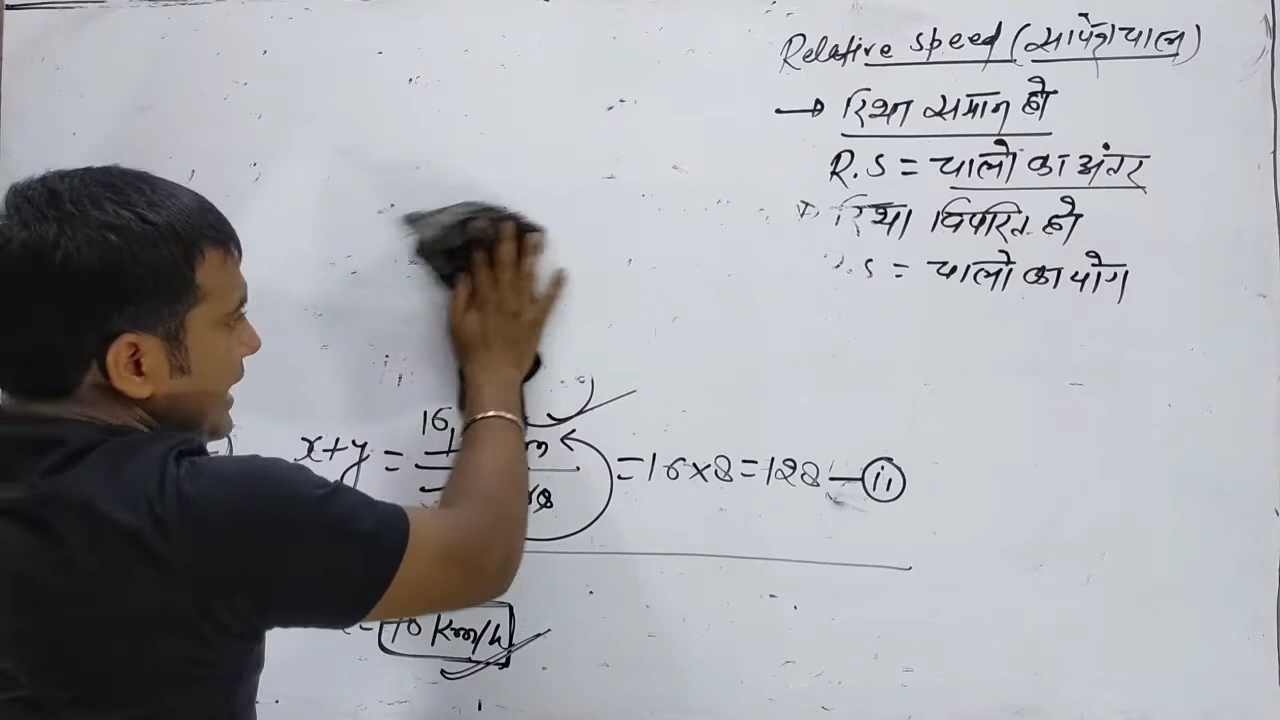 Relative speed (सापेक्ष चाल)
→ दिशा समान हो
R.S = चालो का अंतर
दिशा विपरित हो
.S = चालो का योग
x+y = 16 = 16×8 = 128 — (ii)
10 Km/h